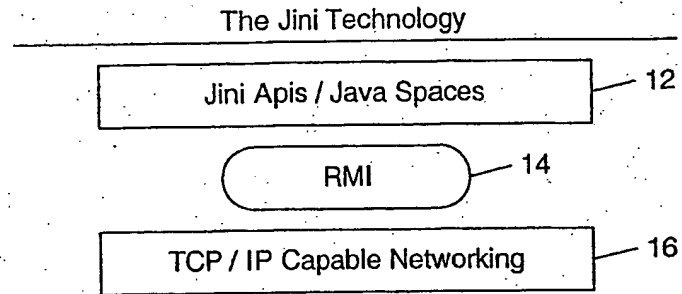 The Jini Technology
Jini Apis / Java Spaces
12
RMI
14
TCP / IP Capable Networking
16